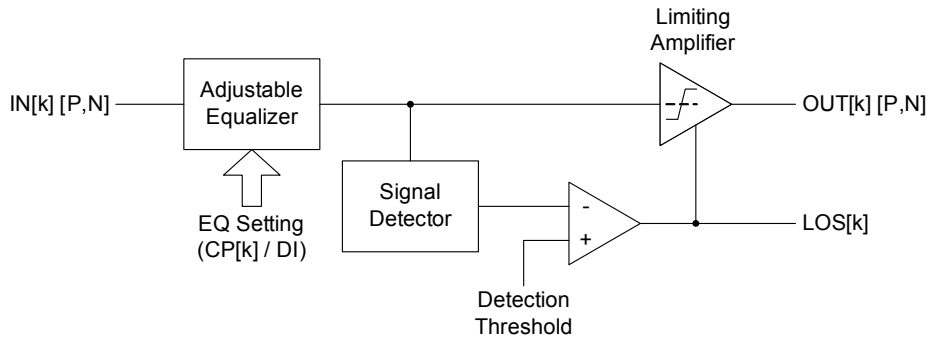 Limiting
Amplifier
IN[k] [P,N]
Adjustable
Equalizer
OUT[k] [P,N]
EQ Setting
(CP[k] / DI)
Signal
Detector
-
+
LOS[k]
Detection
Threshold